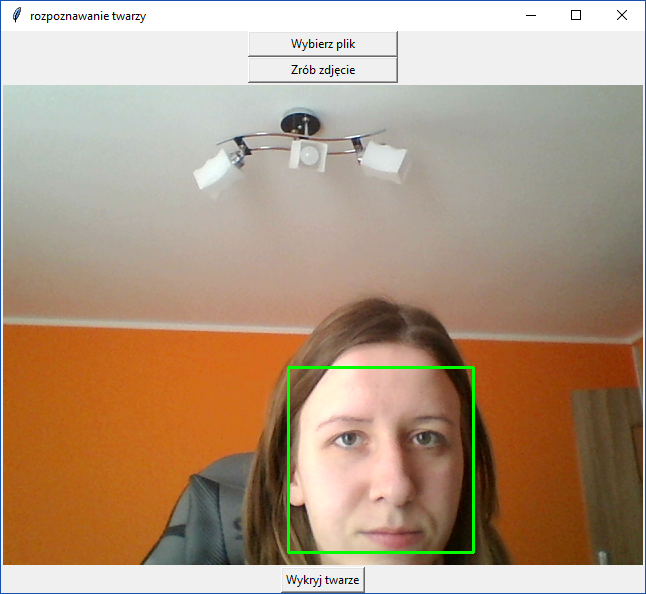 rozpoznawanie twarzy
Wybierz plik
Zrób zdjęcie
Wykryj twarze